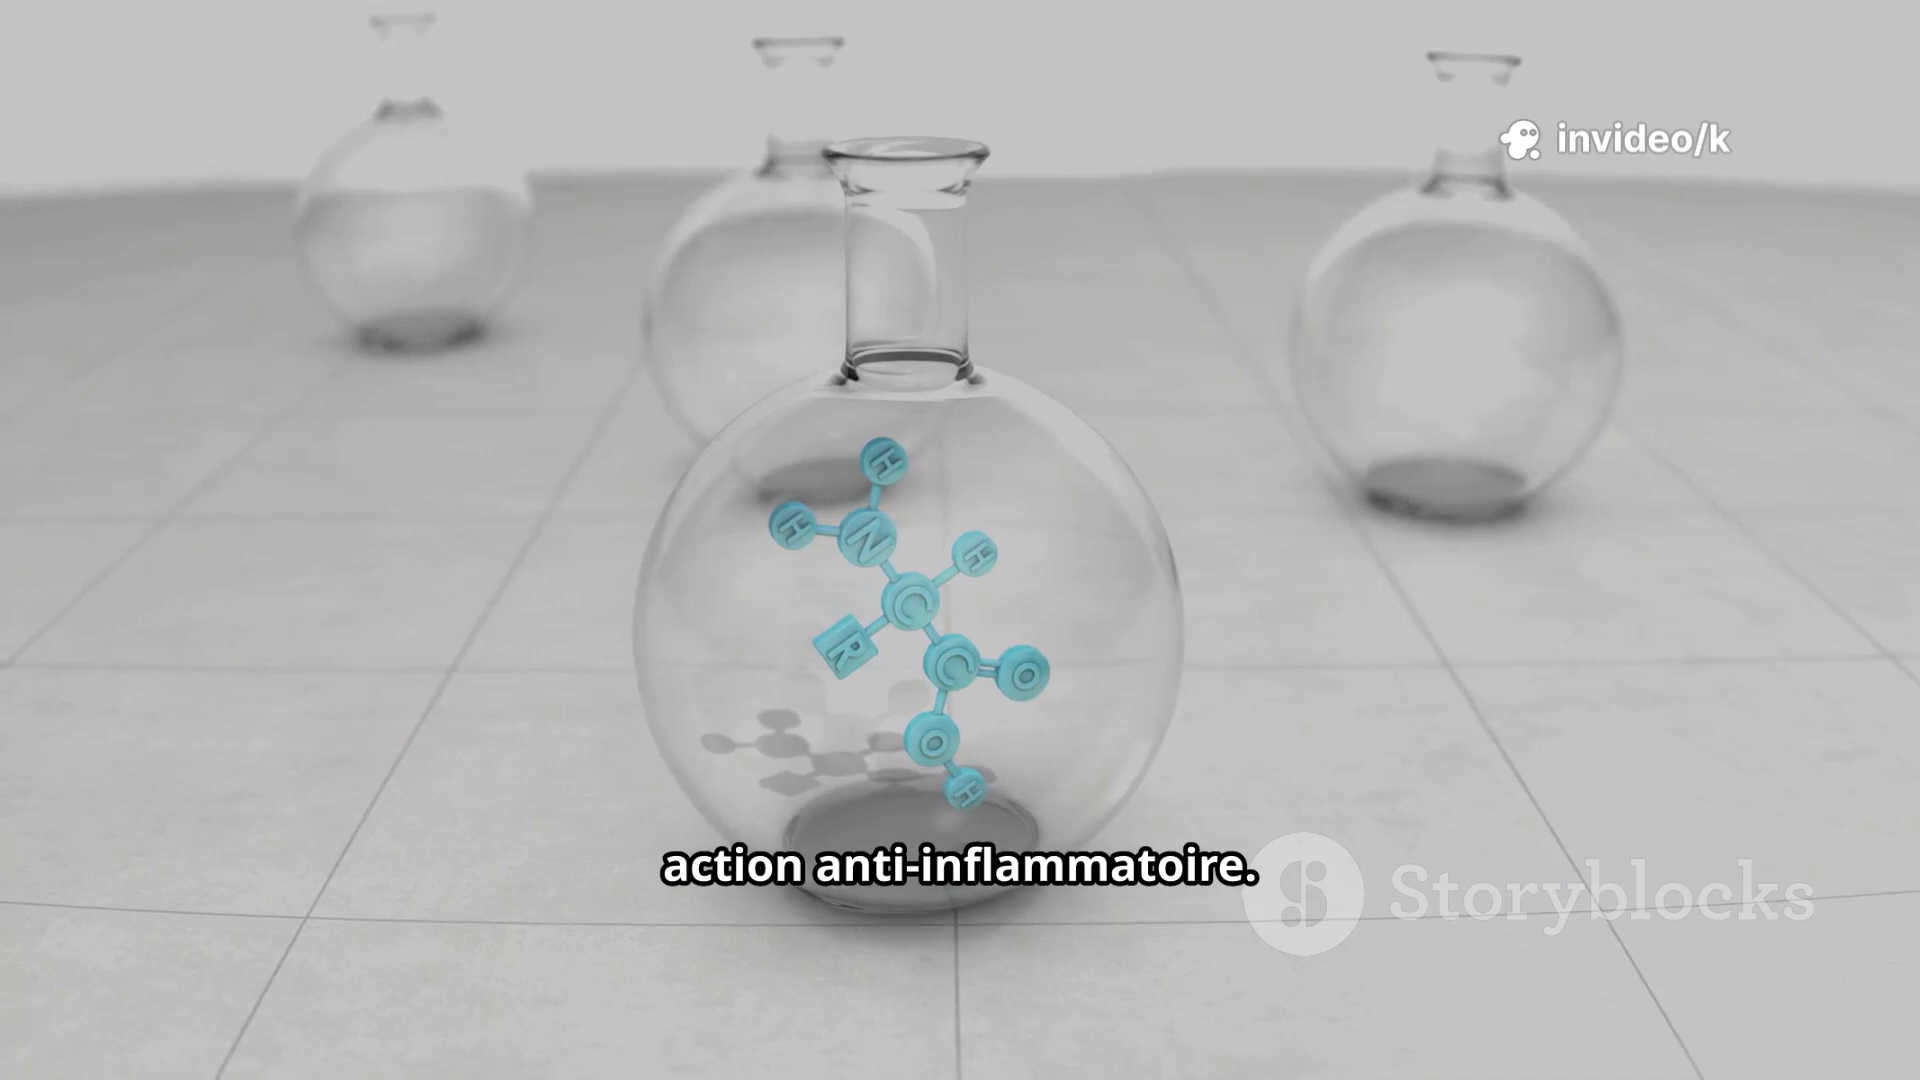 invideo/k
H
H
N
H
C
R
C
O
O
H
action anti-inflammatoire.
Storyblocks